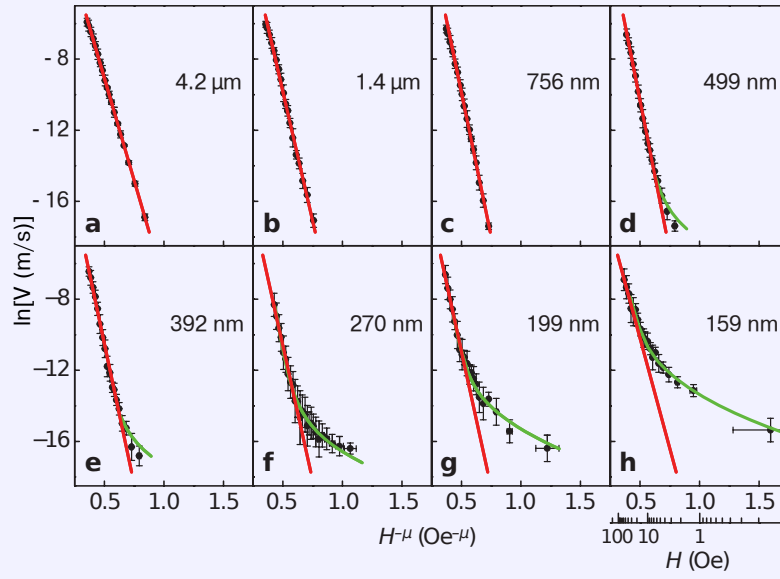 - 8
- 12
- 16
4.2 µm
1.4 µm
756 nm
499 nm
a
b
c
d
ln[V (m/s)]
−8
−12
−16
392 nm
270 nm
199 nm
159 nm
e
f
g
h
0.5 1.0 1.5 0.5 1.0 1.5 0.5 1.0 1.5 0.5 1.0 1.5
H⁻ᵘ (Oe⁻ᵘ)
100 10 1
H (Oe)